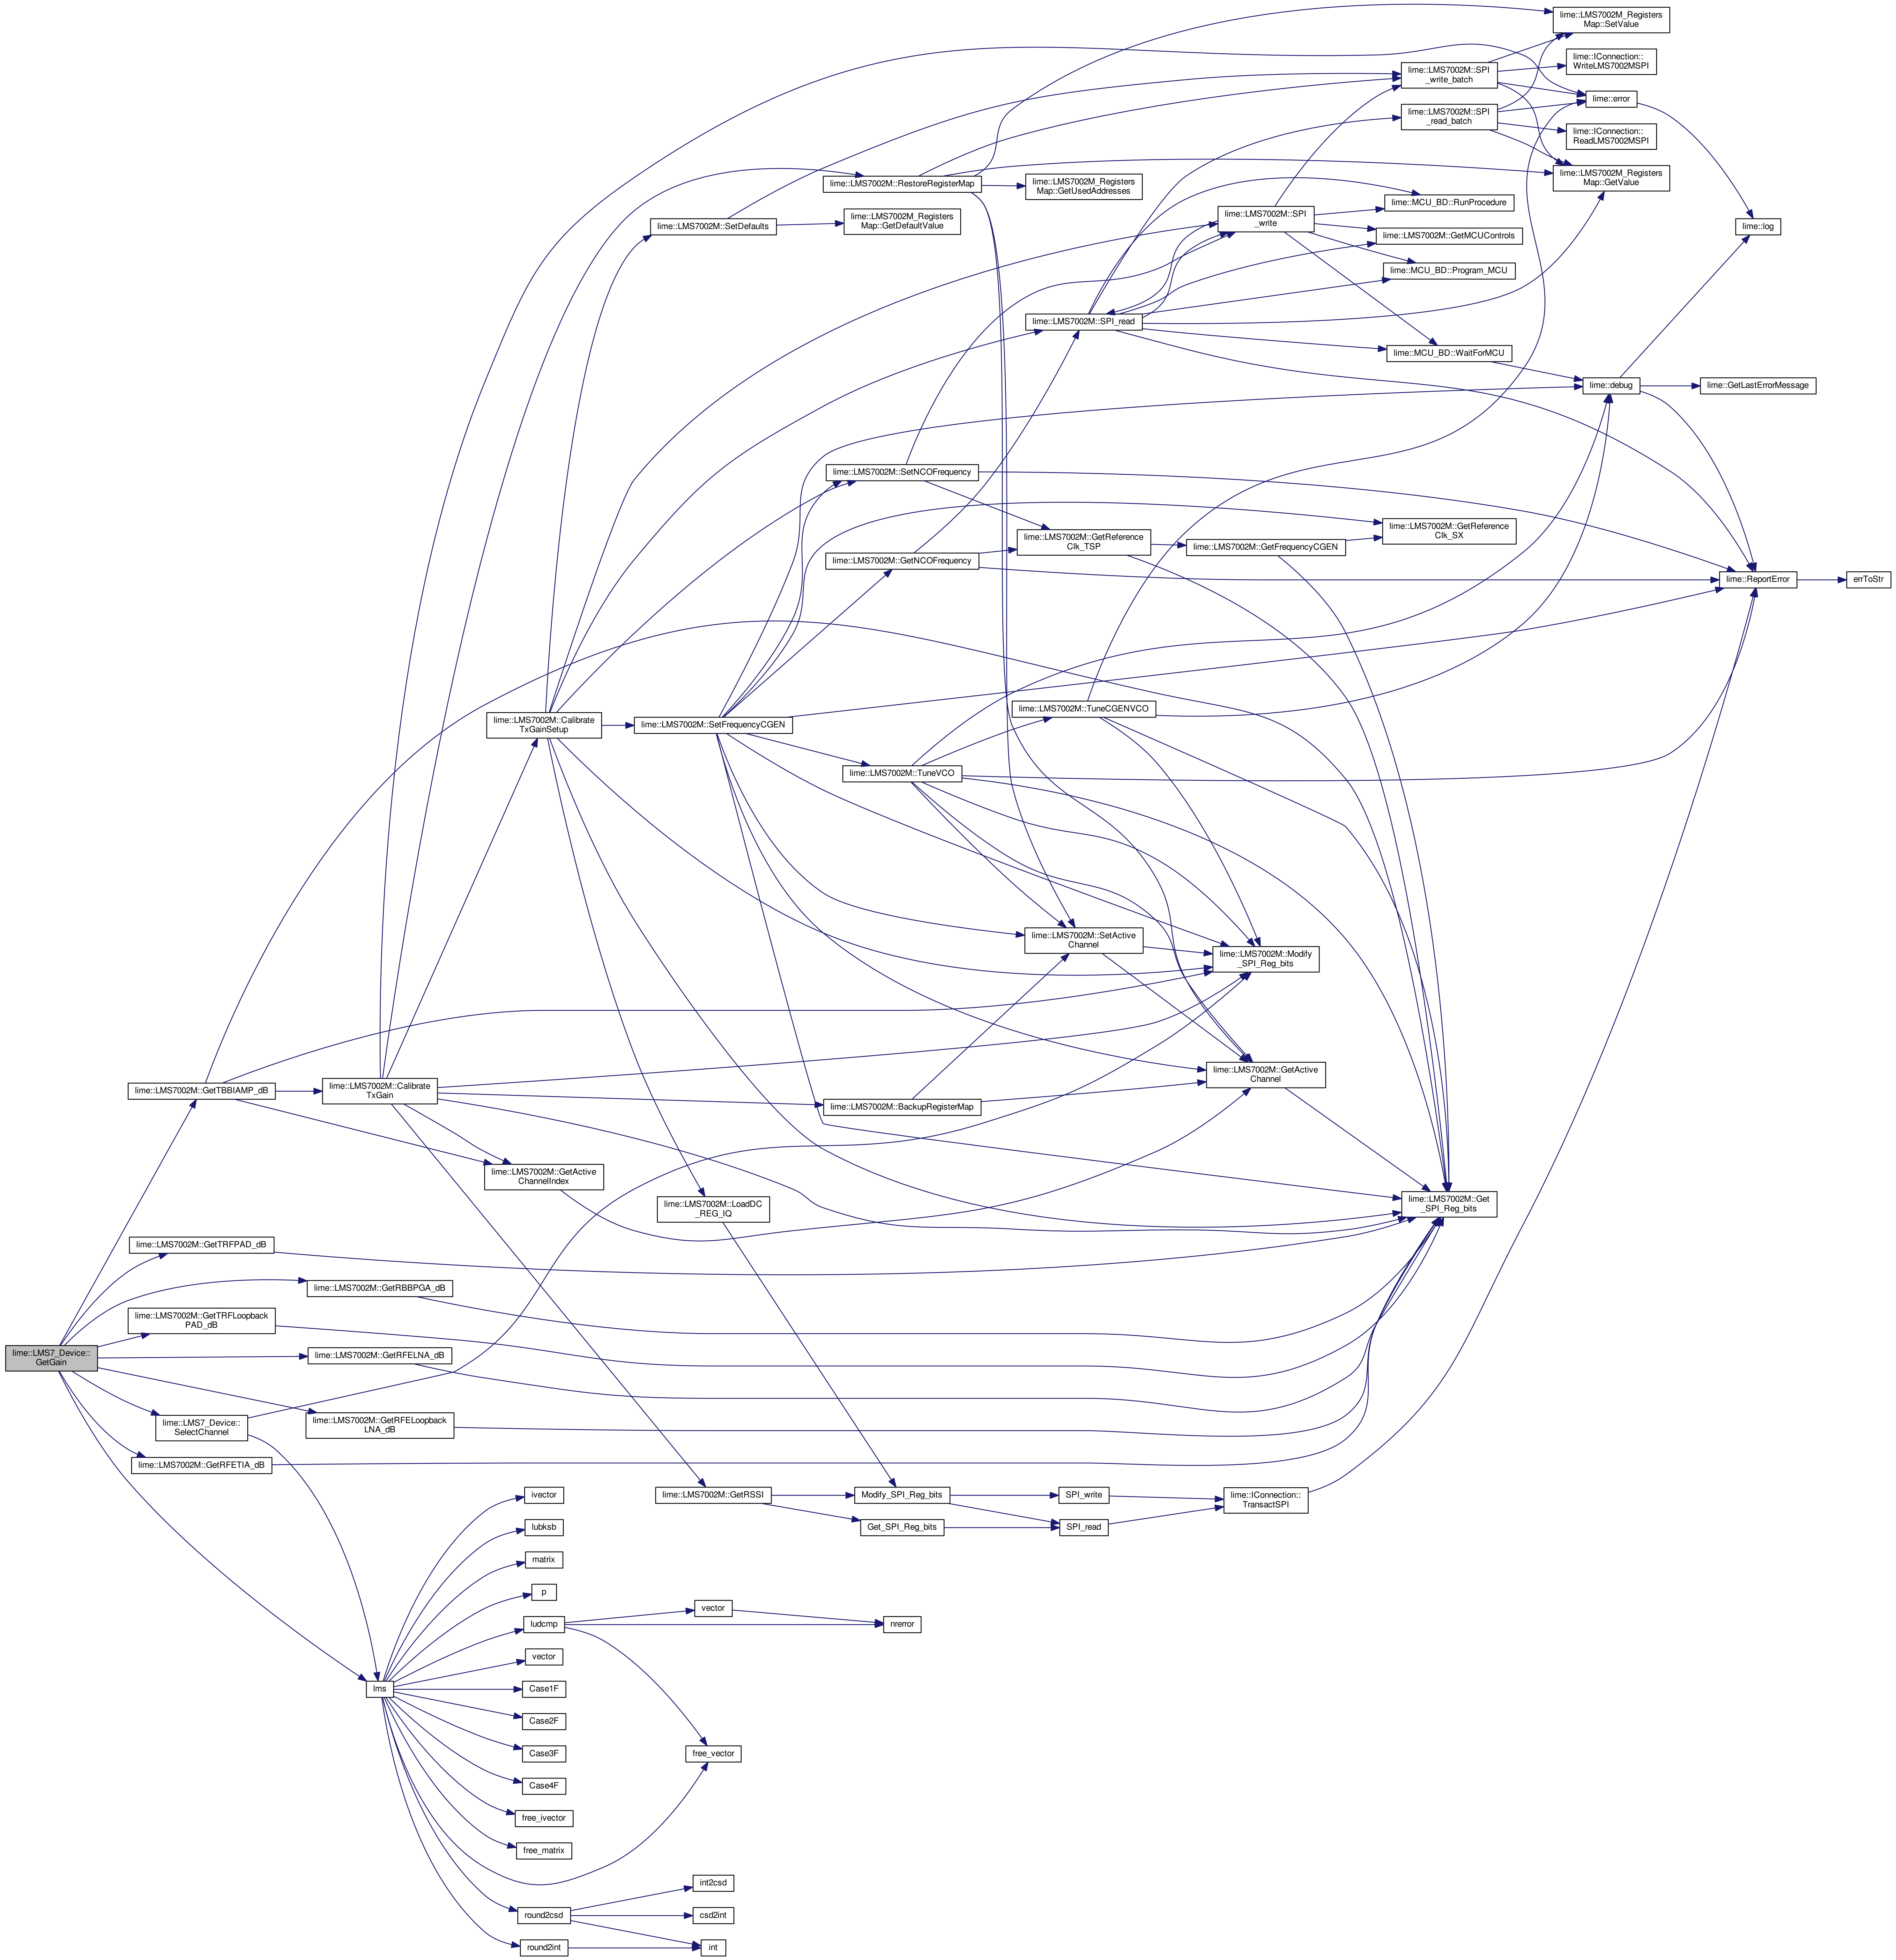 lime::LMS7002M_Registers
Map::SetValue
lime::IConnection::
WriteLMS7002MSPI
lime::LMS7002M::SPI
_write_batch
lime::error
lime::LMS7002M::SPI
_read_batch
lime::IConnection::
ReadLMS7002MSPI
lime::LMS7002M_Registers
Map::GetValue
lime::LMS7002M::RestoreRegisterMap
lime::LMS7002M_Registers
Map::GetUsedAddresses
lime::MCU_BD::RunProcedure
lime::LMS7002M::SetDefaults
lime::LMS7002M_Registers
Map::GetDefaultValue
lime::LMS7002M::SPI
_write
lime::LMS7002M::GetMCUControls
lime::log
lime::MCU_BD::Program_MCU
lime::LMS7002M::SPI_read
lime::MCU_BD::WaitForMCU
lime::debug
lime::GetLastErrorMessage
lime::LMS7002M::SetNCOFrequency
lime::LMS7002M::GetReference
Clk_SX
lime::LMS7002M::GetReference
Clk_TSP
lime::LMS7002M::GetFrequencyCGEN
lime::LMS7002M::GetNCOFrequency
lime::ReportError
errToStr
lime::LMS7002M::TuneCGENVCO
lime::LMS7002M::Calibrate
TxGainSetup
lime::LMS7002M::SetFrequencyCGEN
lime::LMS7002M::TuneVCO
lime::LMS7002M::SetActive
Channel
lime::LMS7002M::Modify
_SPI_Reg_bits
lime::LMS7002M::GetActive
Channel
lime::LMS7002M::GetTBBIAMP_dB
lime::LMS7002M::Calibrate
TxGain
lime::LMS7002M::BackupRegisterMap
lime::LMS7002M::GetActive
ChannelIndex
lime::LMS7002M::LoadDC
_REG_IQ
lime::LMS7002M::Get
_SPI_Reg_bits
lime::LMS7002M::GetTRFPAD_dB
lime::LMS7002M::GetRBBPGA_dB
lime::LMS7002M::GetTRFLoopback
PAD_dB
lime::LMS7_Device::
GetGain
lime::LMS7002M::GetRFELNA_dB
lime::LMS7_Device::
SelectChannel
lime::LMS7002M::GetRFELoopback
LNA_dB
lime::LMS7002M::GetRFETIA_dB
ivector
lime::LMS7002M::GetRSSI
Modify_SPI_Reg_bits
SPI_write
lime::IConnection::
TransactSPI
lubksb
Get_SPI_Reg_bits
SPI_read
matrix
p
ludcmp
vector
nrerror
vector
lms
Case1F
Case2F
Case3F
free_vector
Case4F
free_ivector
free_matrix
int2csd
round2csd
csd2int
round2int
int